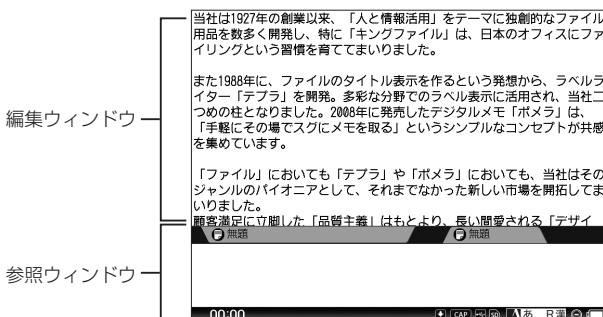 当社は1927年の創業以来、「人と情報活用」をテーマに独創的なファイル
用品を数多く開発し、特に「キングファイル」は、日本のオフィスにファ
イリングという習慣を育ててまいりました。
また1988年に、ファイルのタイトル表示を作るという発想から、ラベルラ
イター「テプラ」を開発。多彩な分野でのラベル表示に活用され、当社二
つめの柱となりました。2008年に発売したデジタルメモ「ポメラ」は、
「手軽にその場でスグにメモを取る」というシンプルなコンセプトが共感
を集めています。
編集ウィンドウ
「ファイル」においても「テプラ」や「ポメラ」においても、当社はその
ジャンルのパイオニアとして、それまでなかった新しい市場を開拓してま
いりました。
顧客満足に立脚した「品質主義」はもとより、長い間愛される「デザイ
無題 無題
参照ウィンドウ
00:00 CAP SD A あ R漢